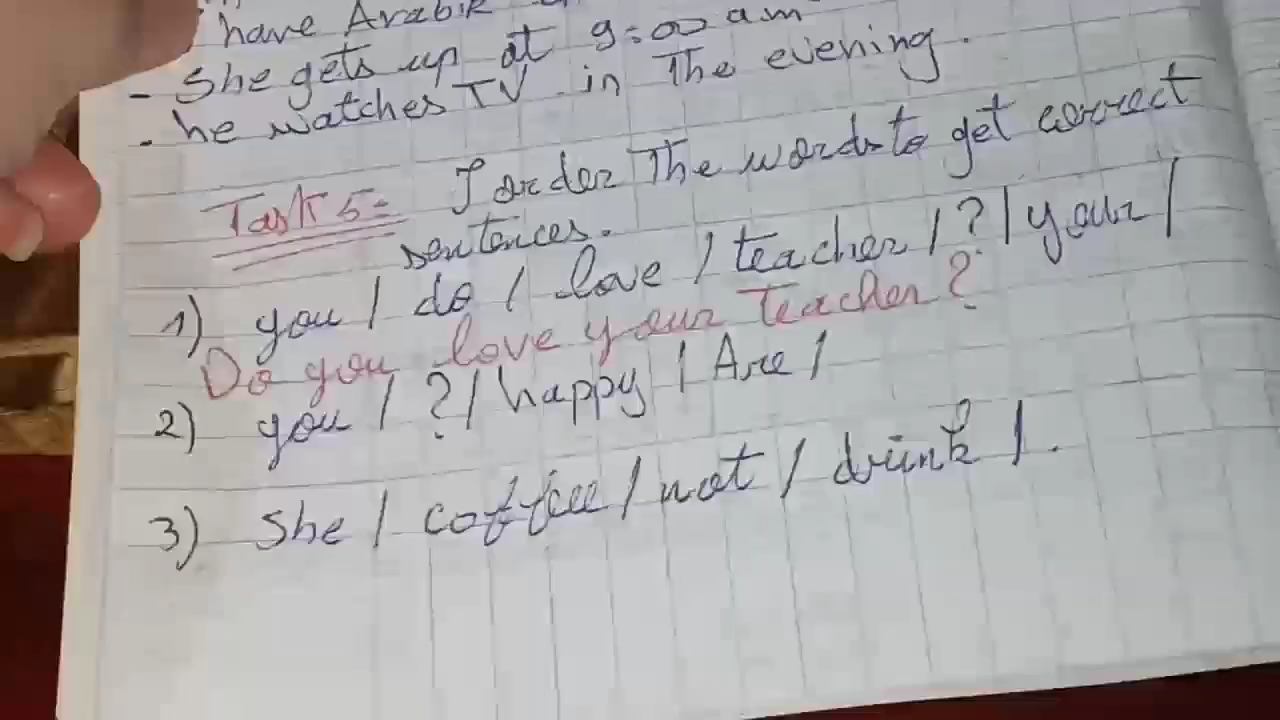 have Arabik
- She gets up at 9:00 am
- he watches TV in The evening.
Task 5= I order The words to get correct
sentences.
1) you / do / love / teacher / ? / your /
Do you love your Teacher?
2) you / ? / happy / Are /
3) She / coffee / not / drink / .